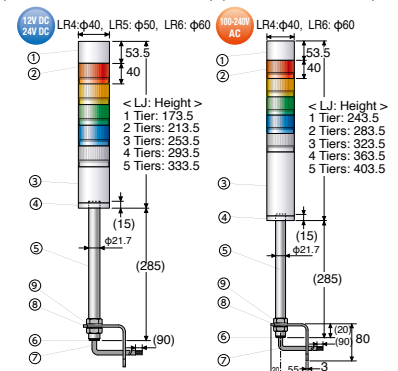 12V DC
24V DC
LR4:ϕ40, LR5: ϕ50, LR6: ϕ60
①
②
53.5
40
< LJ: Height >
1 Tier: 173.5
2 Tiers: 213.5
3 Tiers: 253.5
4 Tiers: 293.5
5 Tiers: 333.5
③
④
(15)
ϕ21.7
⑤
(285)
⑨
⑧
⑥
(90)
⑦
100-240V
AC
LR4:ϕ40, LR6: ϕ60
①
②
53.5
40
< LJ: Height >
1 Tier: 243.5
2 Tiers: 283.5
3 Tiers: 323.5
4 Tiers: 363.5
5 Tiers: 403.5
③
④
(15)
ϕ21.7
⑤
(285)
⑨
⑧
(20)
⑥
(90)
80
⑦
20
55
3